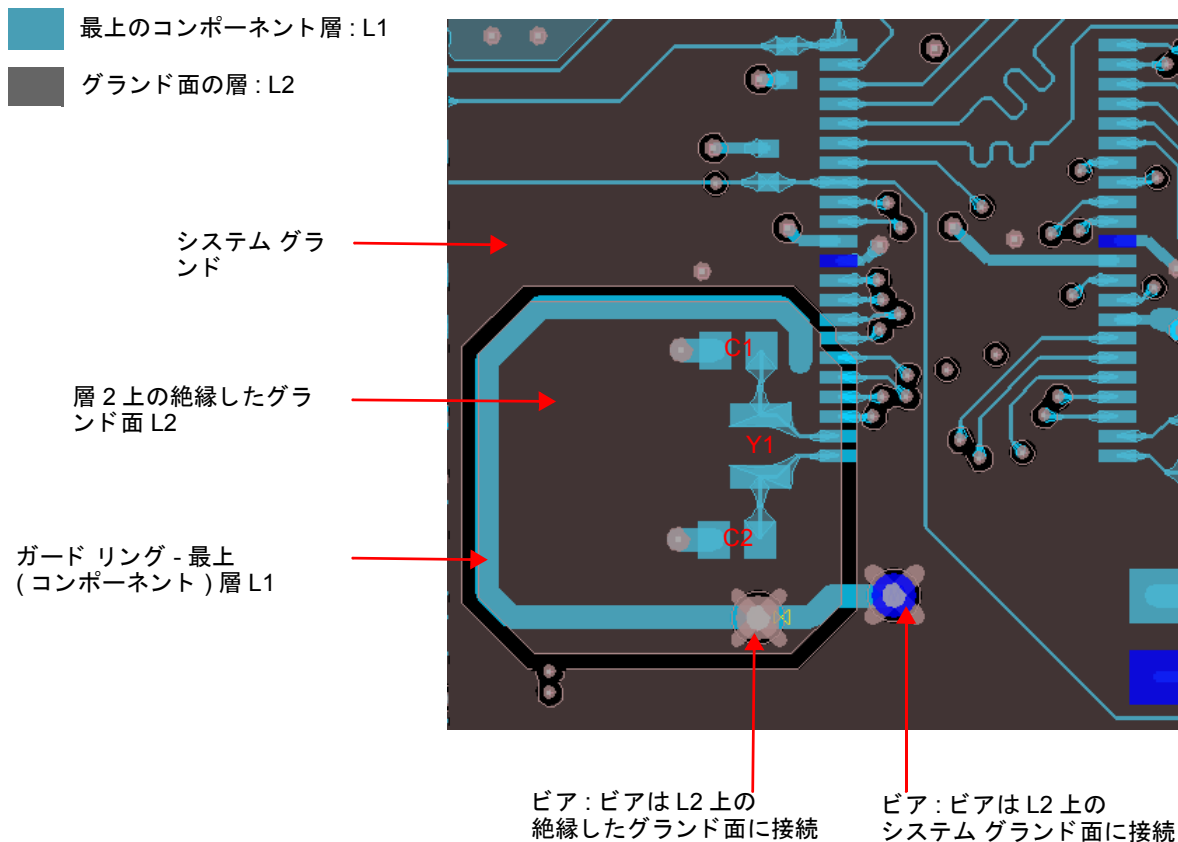 最上のコンポーネント層 : L1
グランド面の層 : L2
システム グラ
ンド
C1
層 2 上の絶縁したグラ
ンド面 L2
Y1
C2
ガード リング - 最上
( コンポーネント ) 層 L1
ビア : ビアは L2 上の
絶縁したグランド面に接続
ビア : ビアは L2 上の
システム グランド面に接続